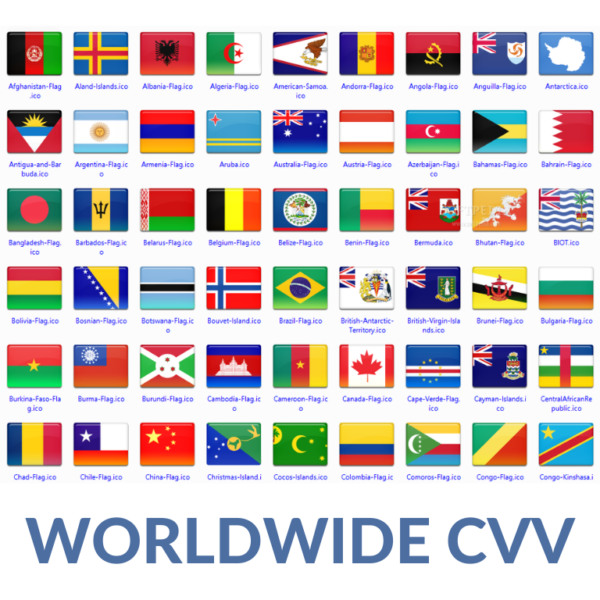 Afghanistan-Flag.ico
Aland-Islands.ico
Albania-Flag.ico
Algeria-Flag.ico
American-Samoa.ico
Andorra-Flag.ico
Angola-Flag.ico
Anguilla-Flag.ico
Antarctica.ico
Antigua-and-Barbuda.ico
Argentina-Flag.ico
Armenia-Flag.ico
Aruba.ico
Australia-Flag.ico
Austria-Flag.ico
Azerbaijan-Flag.ico
Bahamas-Flag.ico
Bahrain-Flag.ico
Bangladesh-Flag.ico
Barbados-Flag.ico
Belarus-Flag.ico
Belgium-Flag.ico
Belize-Flag.ico
Benin-Flag.ico
Bermuda.ico
Bhutan-Flag.ico
BIOT.ico
Bolivia-Flag.ico
Bosnian-Flag.ico
Botswana-Flag.ico
Bouvet-Island.ico
Brazil-Flag.ico
British-Antarctic-Territory.ico
British-Virgin-Islands.ico
Brunei-Flag.ico
Bulgaria-Flag.ico
Burkina-Faso-Flag.ico
Burma-Flag.ico
Burundi-Flag.ico
Cambodia-Flag.ico
Cameroon-Flag.ico
Canada-Flag.ico
Cape-Verde-Flag.ico
Cayman-Islands.ico
CentralAfricanRepublic.ico
Chad-Flag.ico
Chile-Flag.ico
China-Flag.ico
Christmas-Island.i
Cocos-Islands.ico
Colombia-Flag.ic
Comoros-Flag.ico
Congo-Flag.ico
Congo-Kinshasa.i
WORLDWIDE CVV